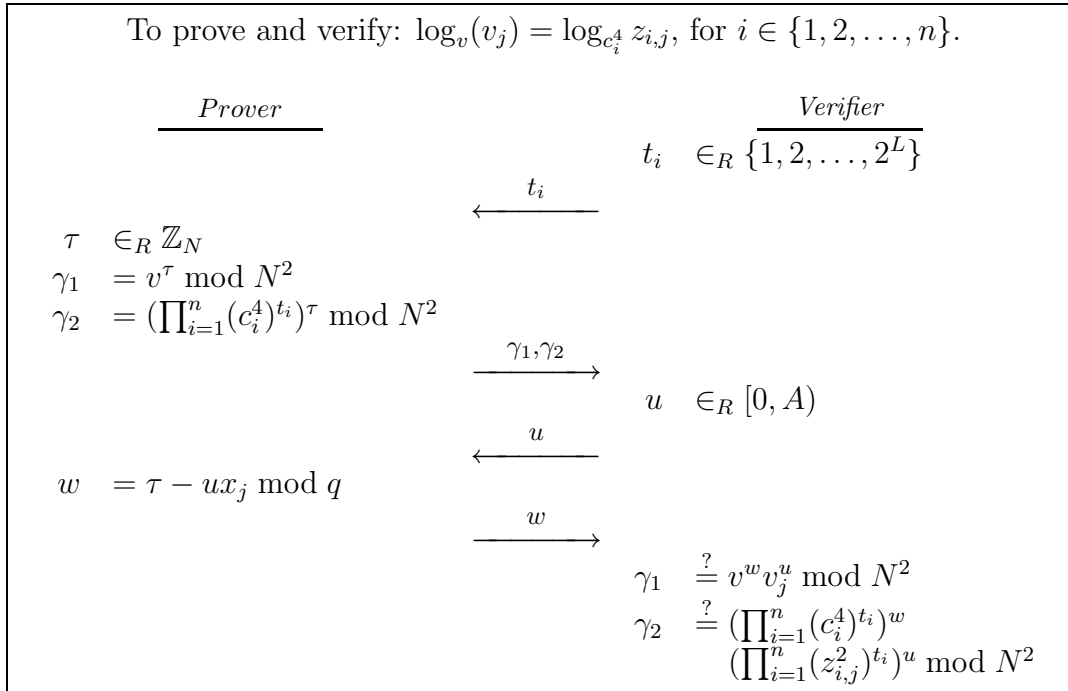 To prove and verify: log_v(v_j) = log_{c_i^4} z_{i,j}, for i ∈ {1, 2, . . . , n}.
Prover Verifier
t_i ∈_R {1, 2, . . . , 2^L}
t_i
τ ∈_R ℤ_N
γ_1 = v^τ mod N^2
γ_2 = (∏_{i=1}^n (c_i^4)^{t_i})^τ mod N^2
γ_1,γ_2
u ∈_R [0, A)
u
w = τ − ux_j mod q
w
γ_1 ≟ v^w v_j^u mod N^2
γ_2 ≟ (∏_{i=1}^n (c_i^4)^{t_i})^w
(∏_{i=1}^n (z_{i,j}^2)^{t_i})^u mod N^2